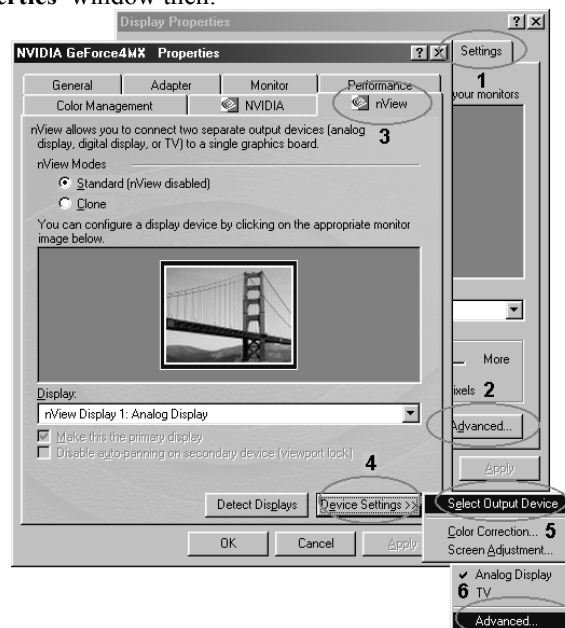 erties" window then:
Display Properties
NVIDIA GeForce4MX Properties
Settings
1
your monitors
General Adapter Monitor Performance
Color Management NVIDIA nView
3
nView allows you to connect two separate output devices (analog
display, digital display, or TV) to a single graphics board.
nView Modes
Standard (nView disabled)
Clone
You can configure a display device by clicking on the appropriate monitor
image below.
More
ixels 2
Advanced...
Apply
Display:
nView Display 1: Analog Display
Make this the primary display
Disable auto-panning on secondary device (viewport lock)
4
Detect Displays Device Settings >>
OK Cancel Apply
Select Output Device
Color Correction... 5
Screen Adjustment...
Analog Display
6 TV
Advanced...